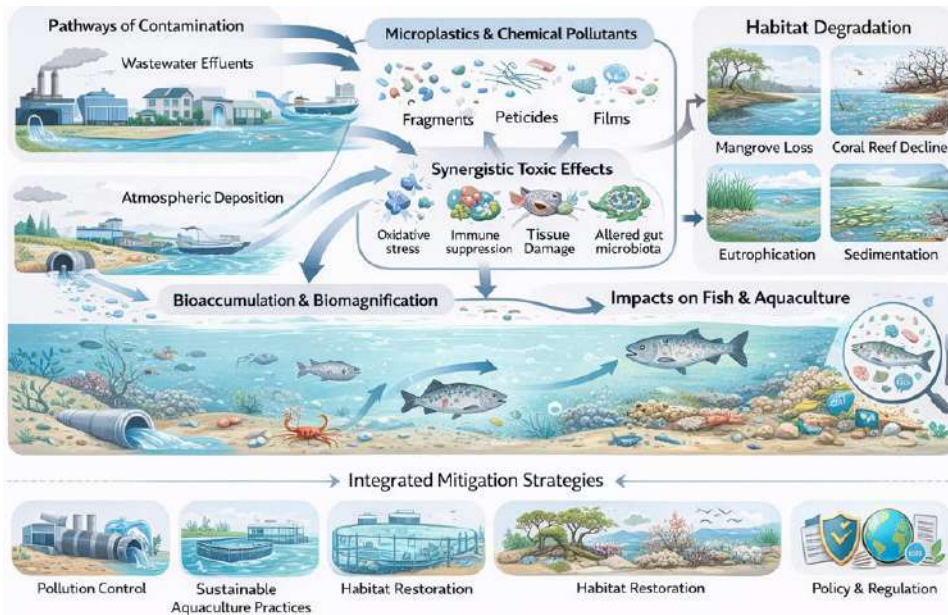 Pathways of Contamination
Wastewater Effuents
Microplastics & Chemical Pollutants
Fragments
Peticides
Films
Habitat Degradation
Mangrove Loss
Coral Reef Decline
Eutrophication
Sedimentation
Atmospheric Deposition
Synergistic Toxic Effects
Oxidative
stress
Immune
suppression
Tissue
Damage
Allared gut
microbiota
Bioaccumulation & Biomagnification
Impacts on Fish & Aquaculture
Integrated Mitigation Strategies
Pollution Control
Sustainable
Aquaculture Practices
Habitat Restoration
Habitat Restoration
Policy & Regulation